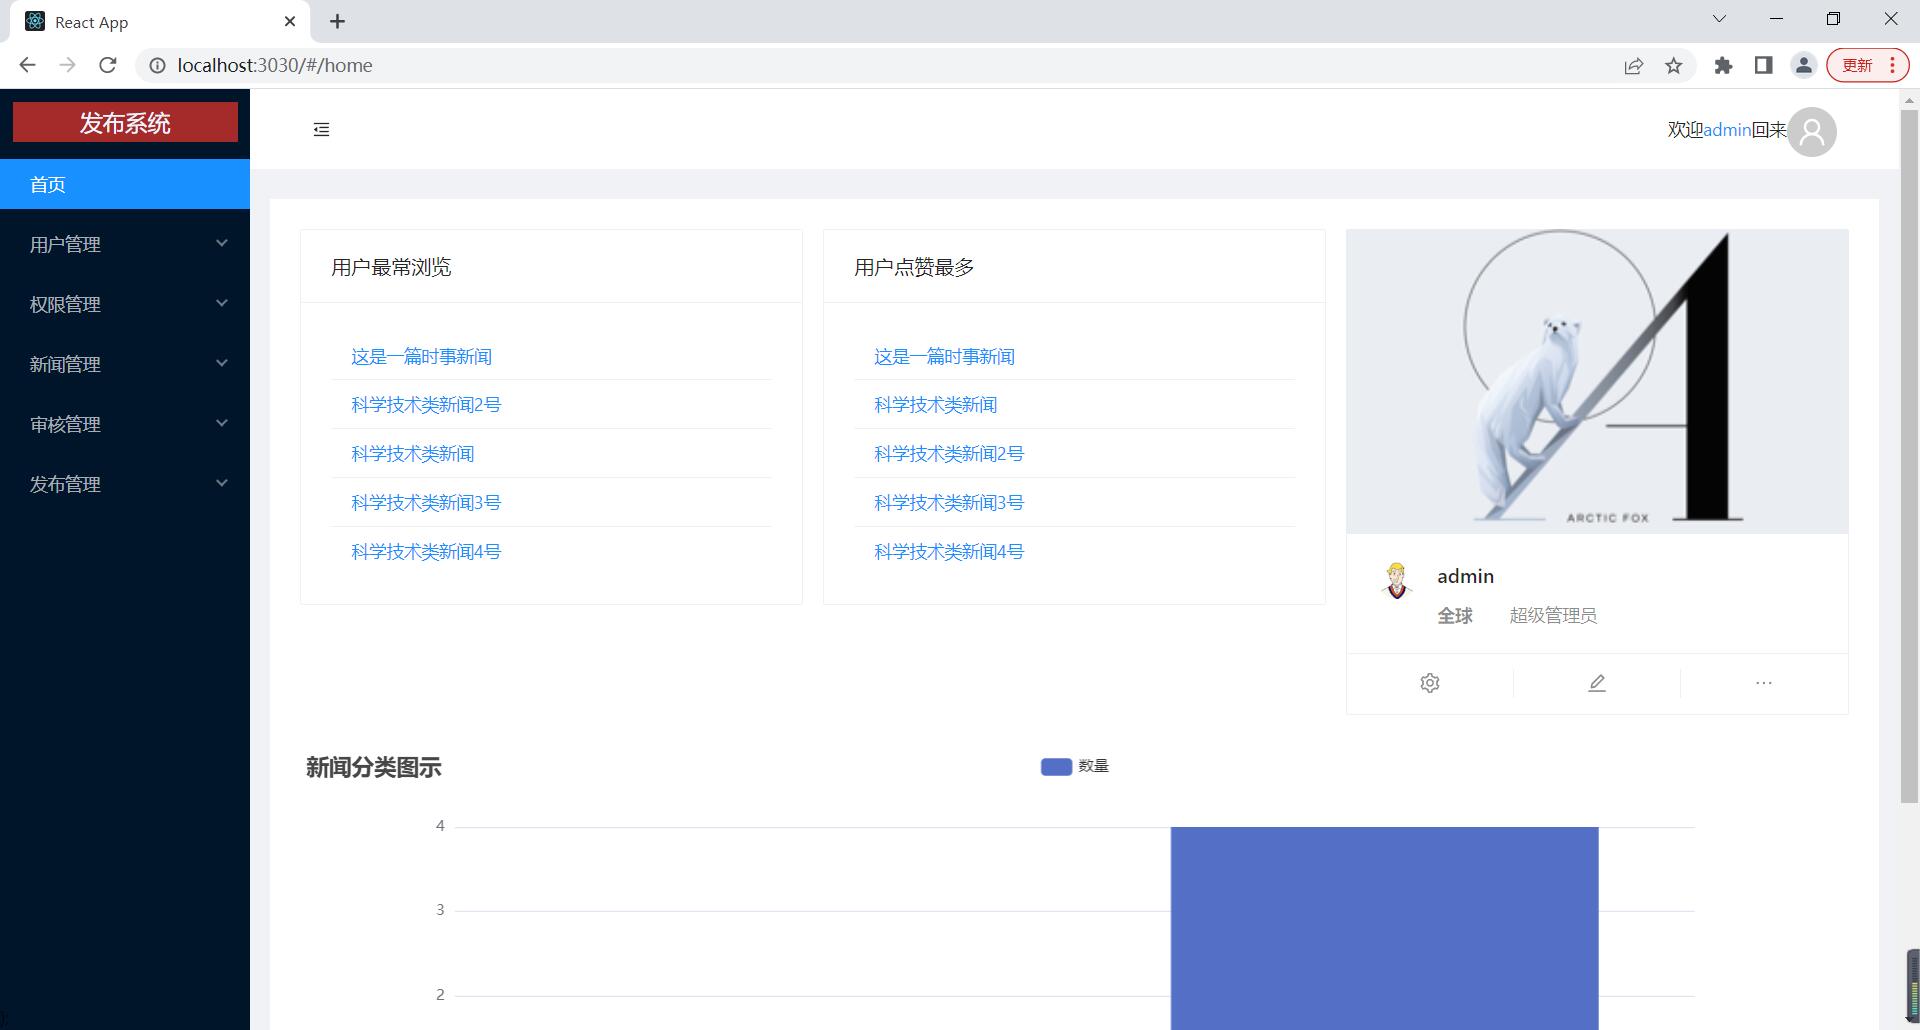 React App
localhost:3030/#/home
更新
发布系统
欢迎admin回来
首页
用户管理
权限管理
新闻管理
审核管理
发布管理
用户最常浏览
这是一篇时事新闻
科学技术类新闻2号
科学技术类新闻
科学技术类新闻3号
科学技术类新闻4号
用户点赞最多
这是一篇时事新闻
科学技术类新闻
科学技术类新闻2号
科学技术类新闻3号
科学技术类新闻4号
A
ARCTIC FOX
admin
全球 超级管理员
新闻分类图示
数量
4
3
2